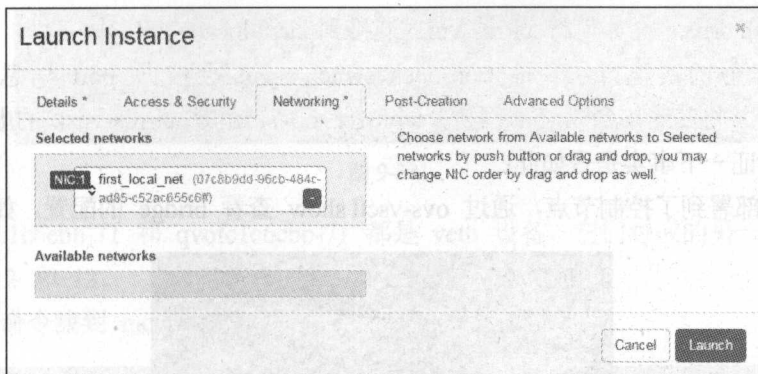 Launch Instance
×
Details * Access & Security Networking * Post-Creation Advanced Options
Selected networks
NIC:1 first_local_net (07c8b9dd-96cb-484c-
ad85-c52ac655c6ff)
-
Choose network from Available networks to Selected
networks by push button or drag and drop, you may
change NIC order by drag and drop as well.
Available networks
Cancel Launch